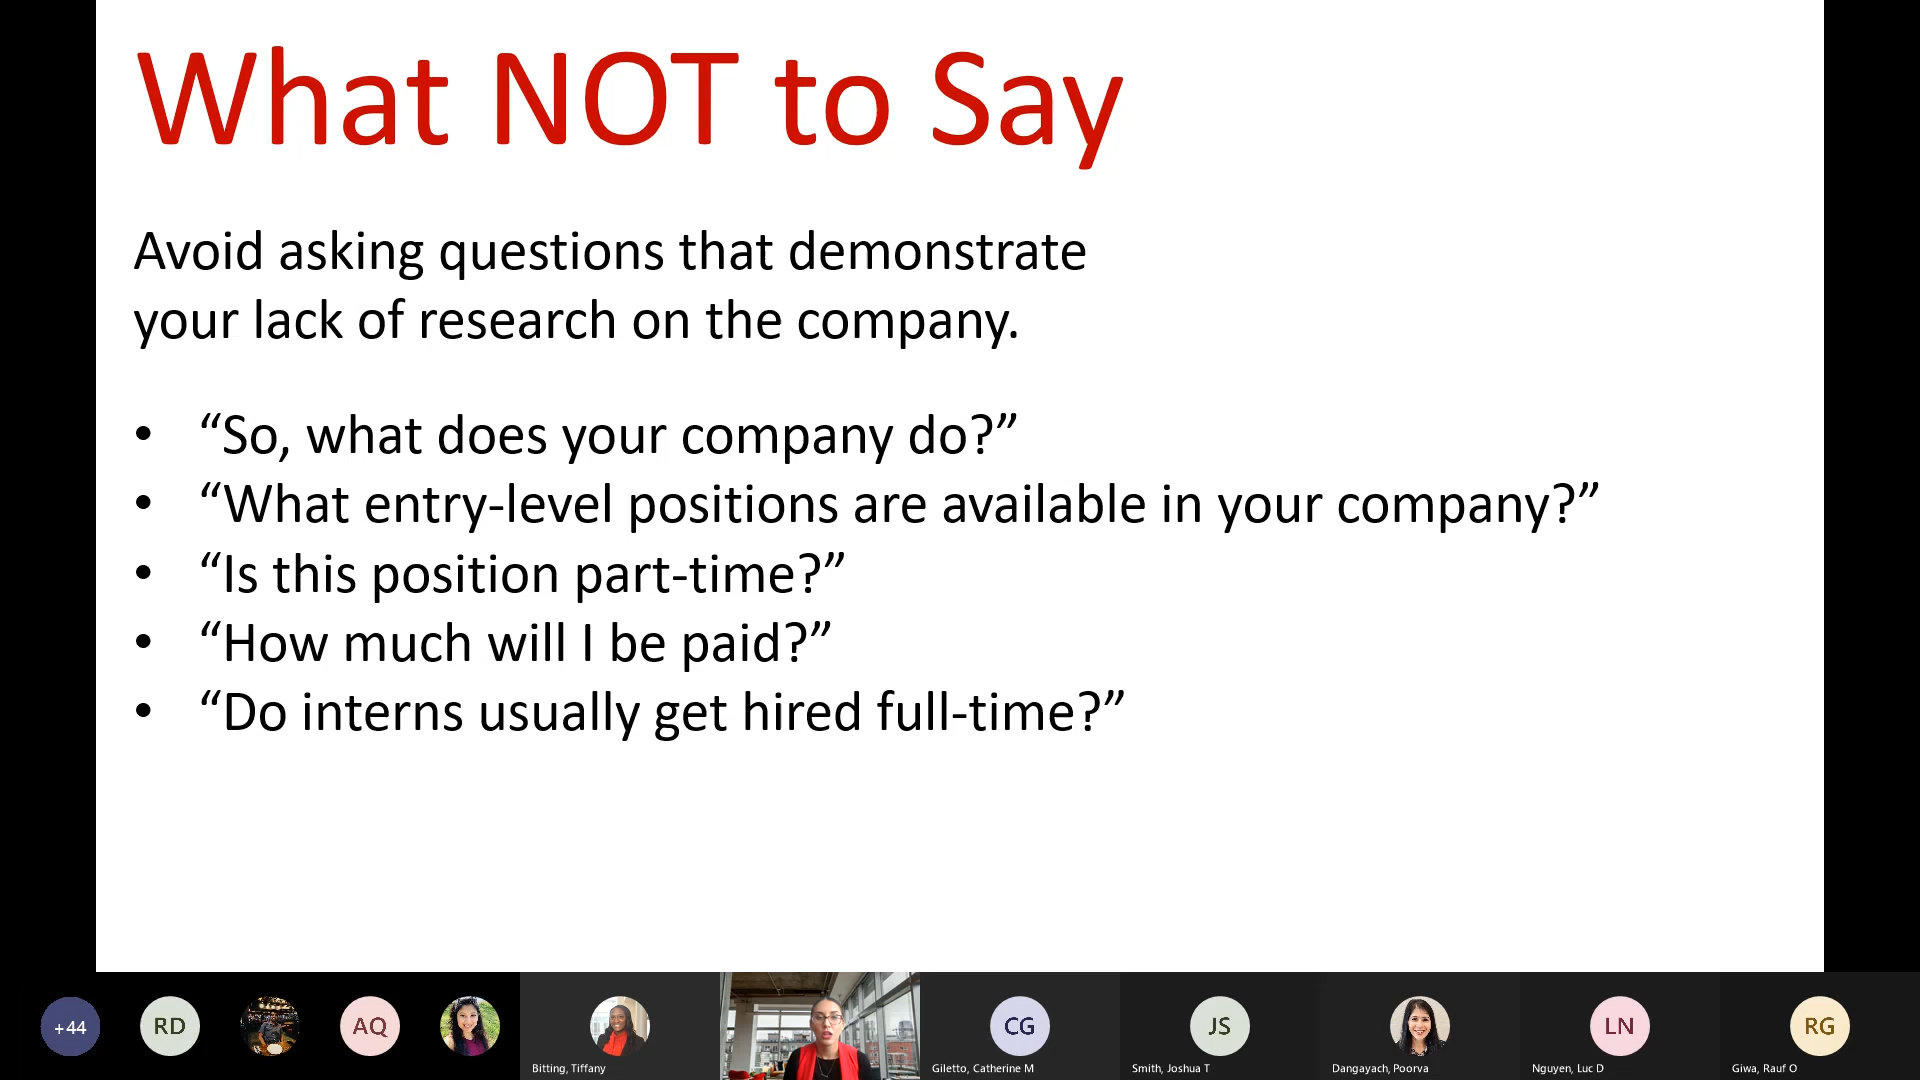 What NOT to Say
Avoid asking questions that demonstrate
your lack of research on the company.
• “So, what does your company do?”
• “What entry-level positions are available in your company?”
• “Is this position part-time?”
• “How much will I be paid?”
• “Do interns usually get hired full-time?”
+44
RD
AQ
Bitting, Tiffany
CG
Giletto, Catherine M
JS
Smith, Joshua T
Dangayach, Poorva
LN
Nguyen, Luc D
RG
Giwa, Rauf O